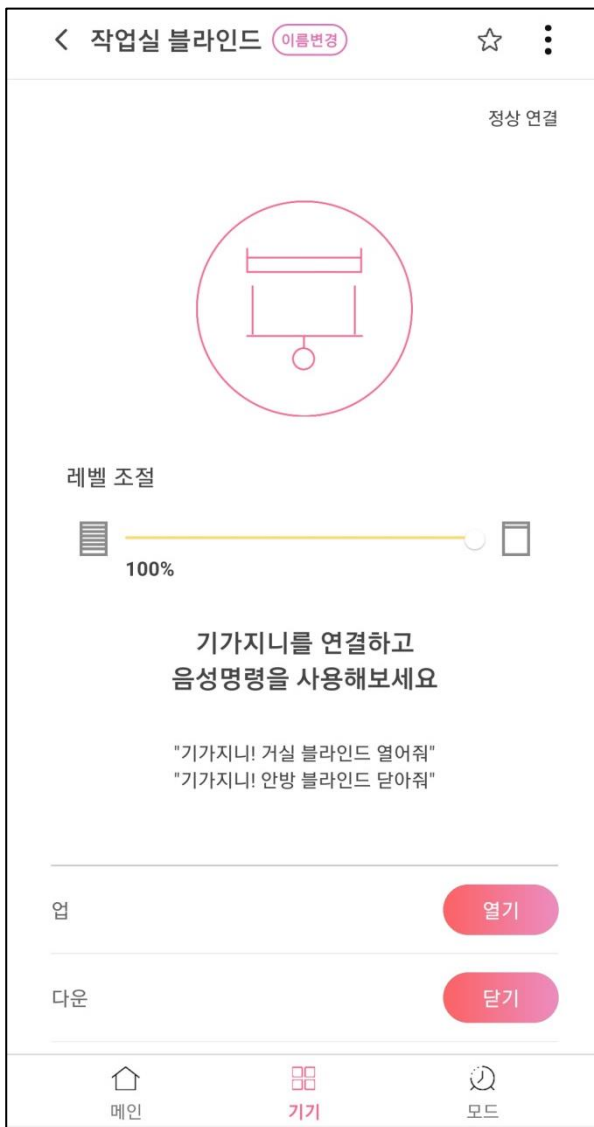 작업실 블라인드 이름변경
정상 연결
레벨 조절
100%
기가지니를 연결하고
음성명령을 사용해보세요
"기가지니! 거실 블라인드 열어줘"
"기가지니! 안방 블라인드 닫아줘"
업 열기
다운 닫기
메인 기기 모드